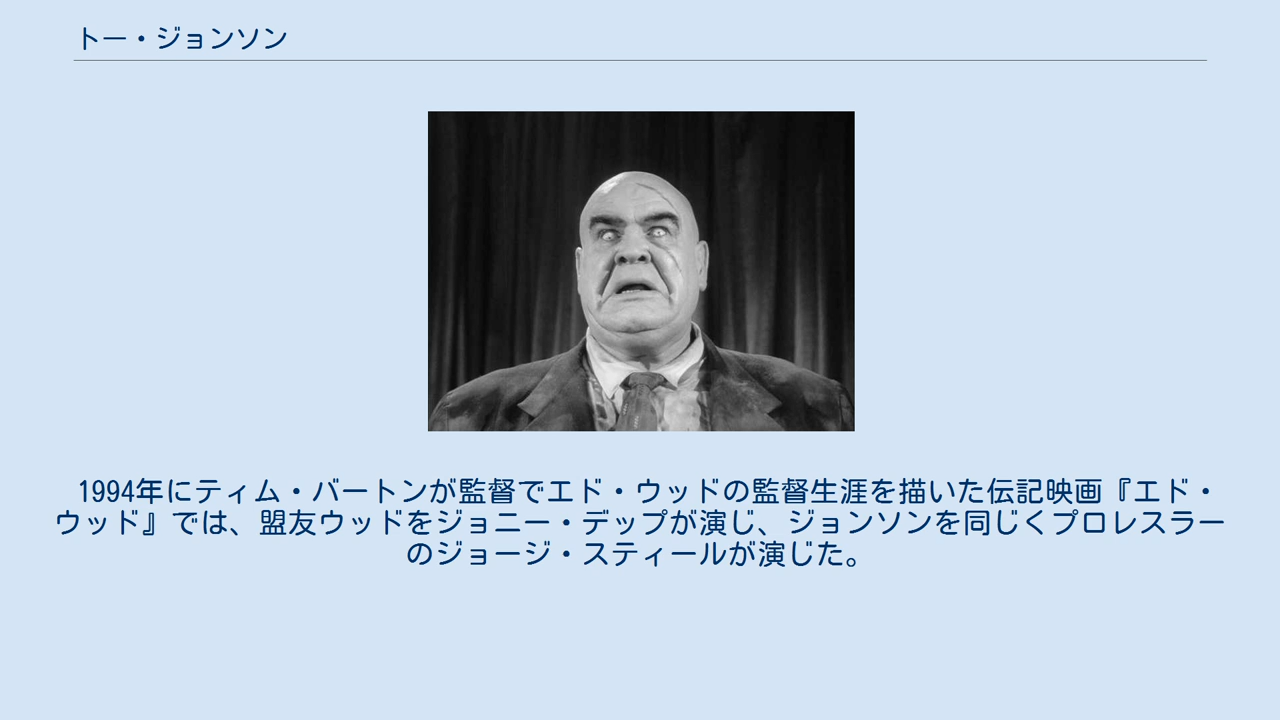 トー・ジョンソン
1994年にティム・バートンが監督でエド・ウッドの監督生涯を描いた伝記映画『エド・
ウッド』では、盟友ウッドをジョニー・デップが演じ、ジョンソンを同じくプロレスラー
のジョージ・スティールが演じた。